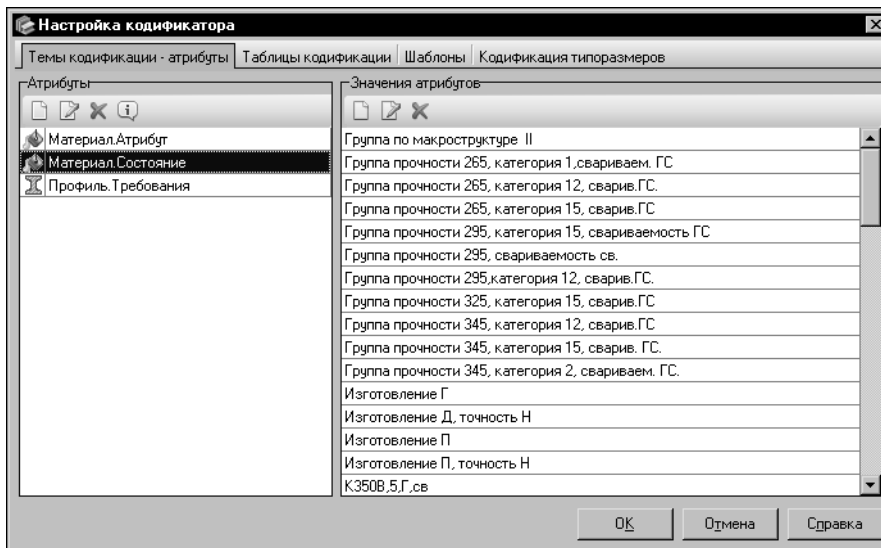 Настройка кодификатора
Темы кодификации - атрибуты Таблицы кодификации Шаблоны Кодификация типоразмеров
Атрибуты
Значения атрибутов
Материал.Атрибут
Материал.Состояние
Профиль.Требования
Группа по макроструктуре II
Группа прочности 265, категория 1,свариваем. ГС
Группа прочности 265, категория 12, сварив.ГС.
Группа прочности 265, категория 15, сварив.ГС
Группа прочности 295, категория 15, свариваемость ГС
Группа прочности 295, свариваемость св.
Группа прочности 295,категория 12, сварив.ГС.
Группа прочности 325, категория 15, сварив.ГС
Группа прочности 345, категория 12, сварив.ГС
Группа прочности 345, категория 15, сварив. ГС.
Группа прочности 345, категория 2, свариваем. ГС.
Изготовление Г
Изготовление Д, точность Н
Изготовление П
Изготовление П, точность Н
К350В,5,Г,св
OK Отмена Справка